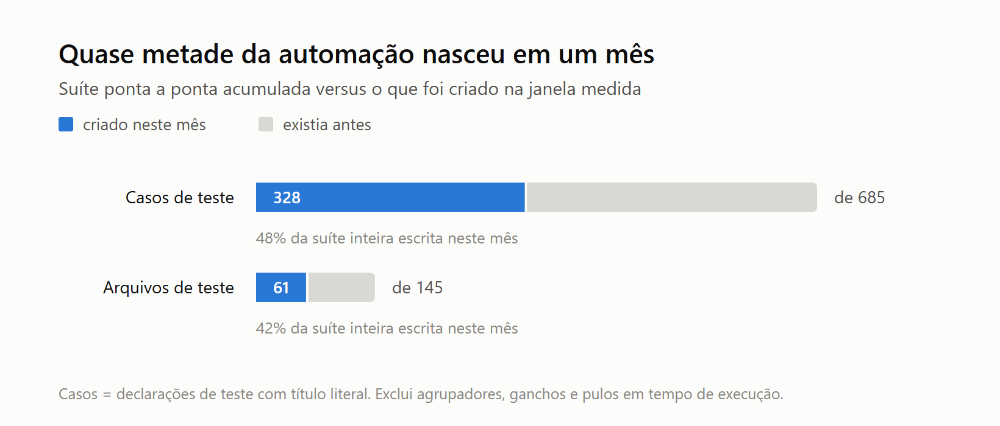 Quase metade da automação nasceu em um mês
Suíte ponta a ponta acumulada versus o que foi criado na janela medida
criado neste mês existia antes
Casos de teste 328 de 685
48% da suíte inteira escrita neste mês
Arquivos de teste 61 de 145
42% da suíte inteira escrita neste mês
Casos = declarações de teste com título literal. Exclui agrupadores, ganchos e pulos em tempo de execução.